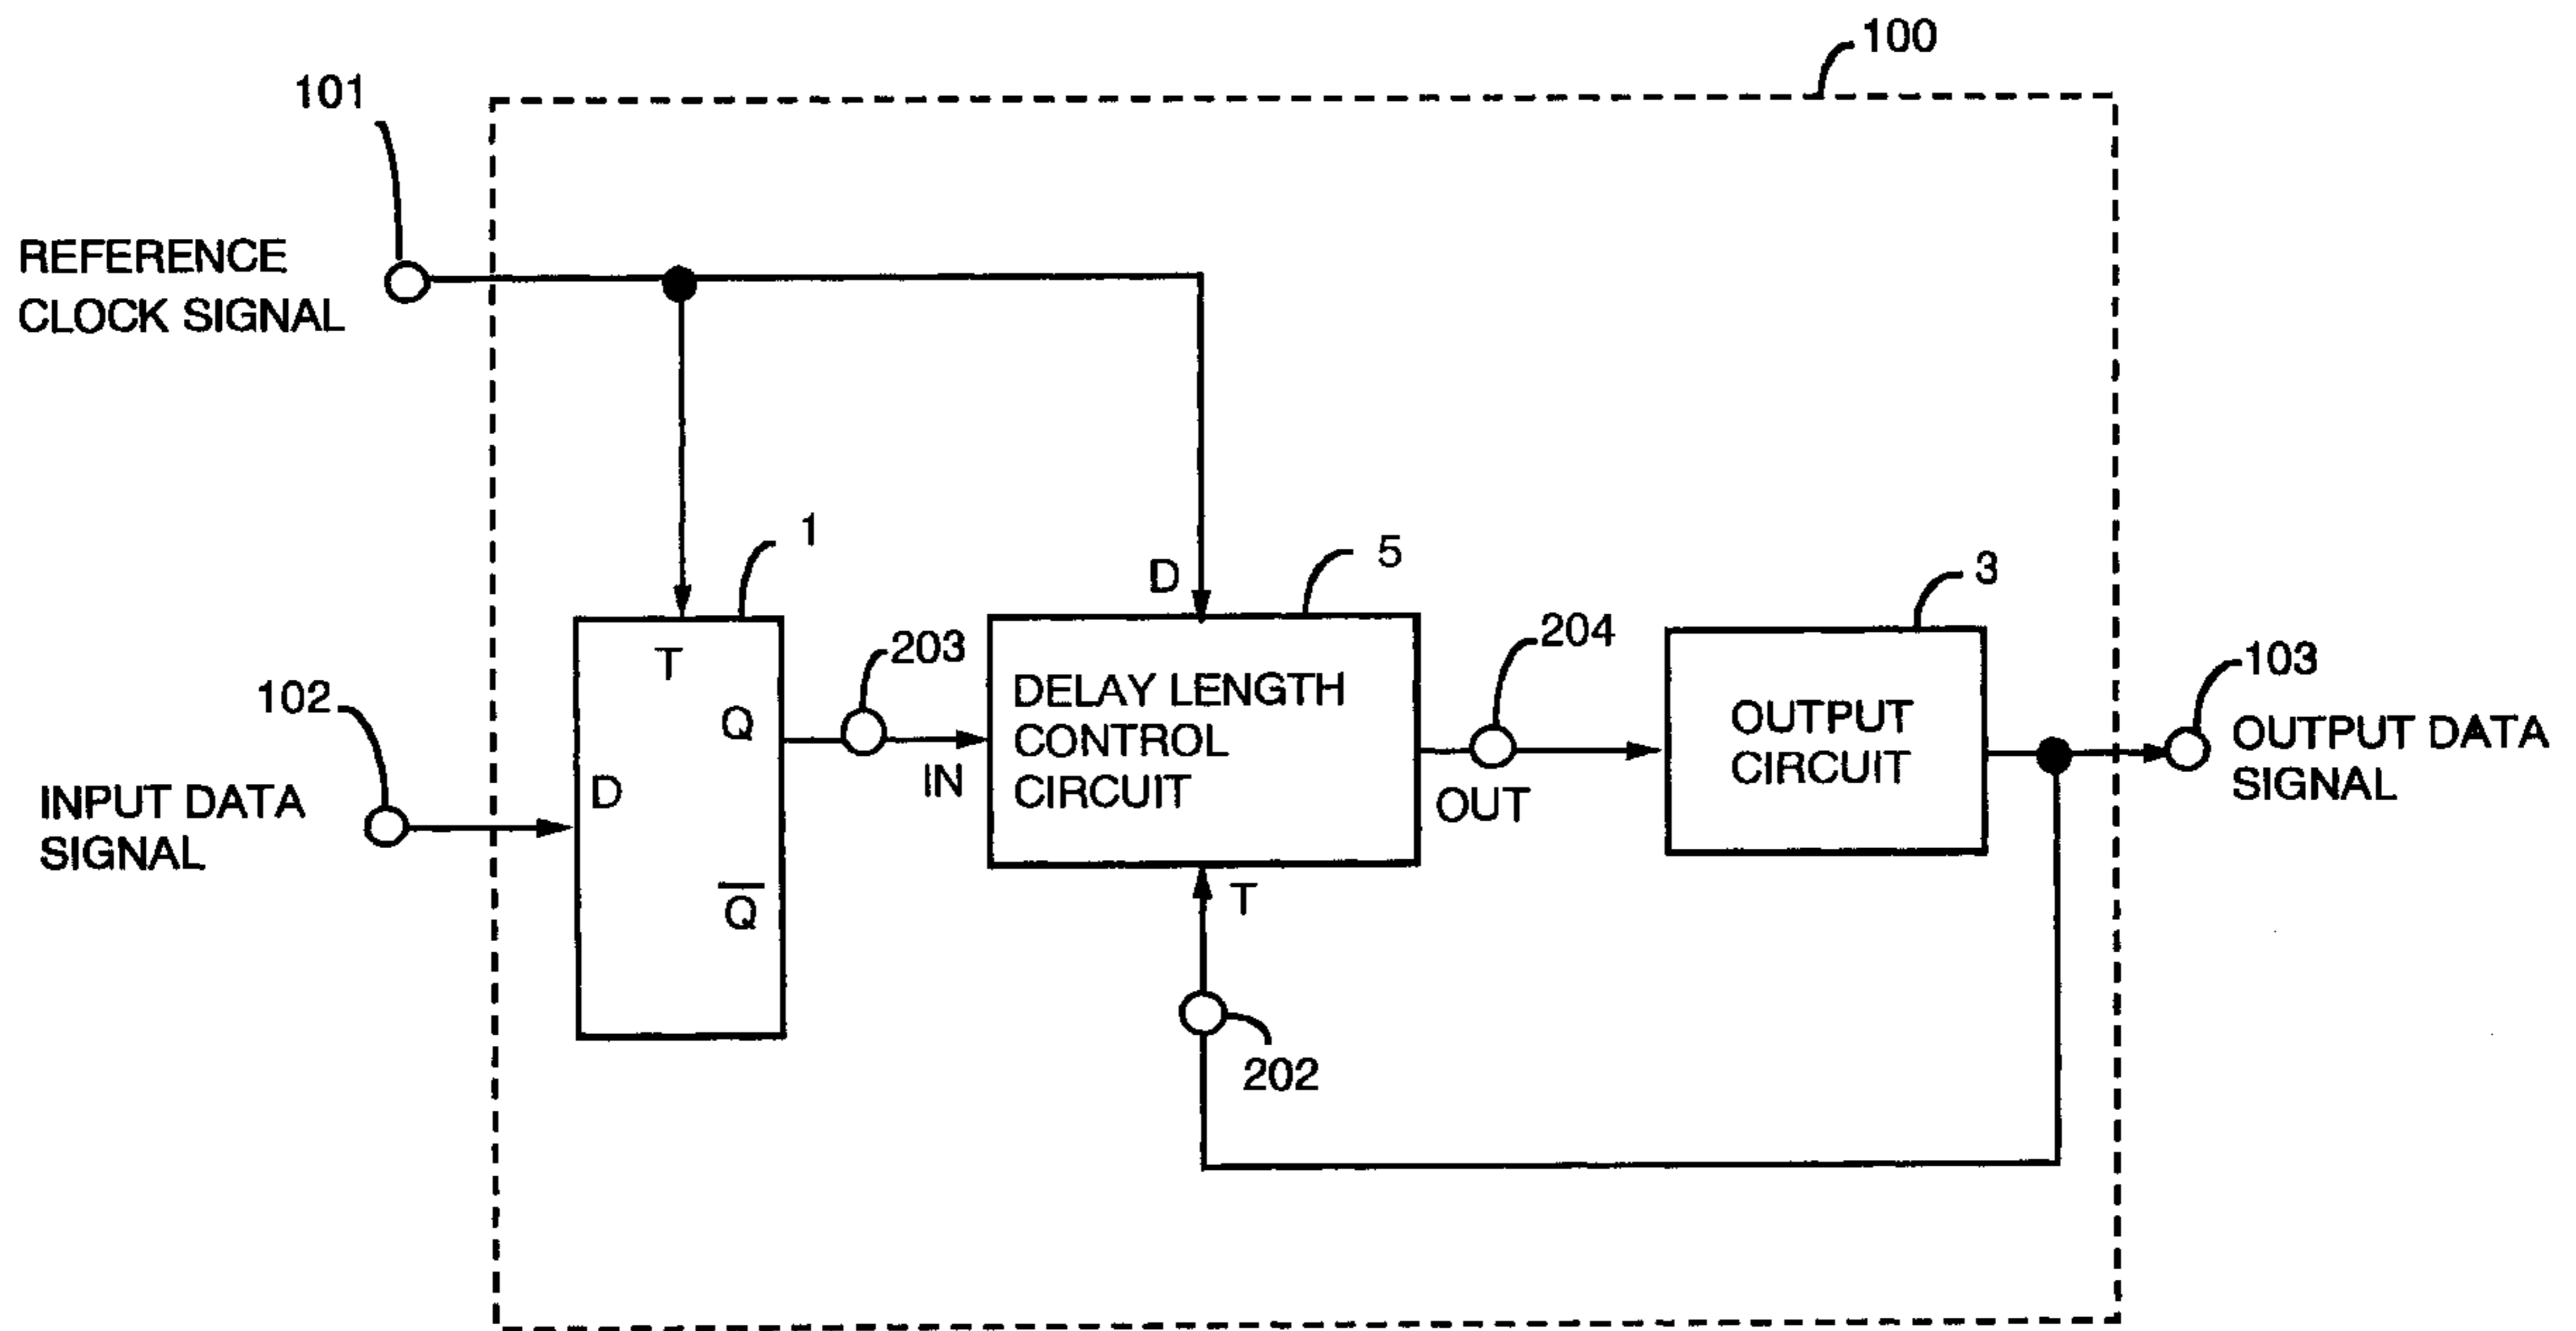 100
101
REFERENCE
CLOCK SIGNAL
1
5
3
D
T
203
204
103
102
Q
DELAY LENGTH
CONTROL
CIRCUIT
OUTPUT
CIRCUIT
OUTPUT DATA
SIGNAL
INPUT DATA
SIGNAL
D
IN
OUT
Q̅
T
202